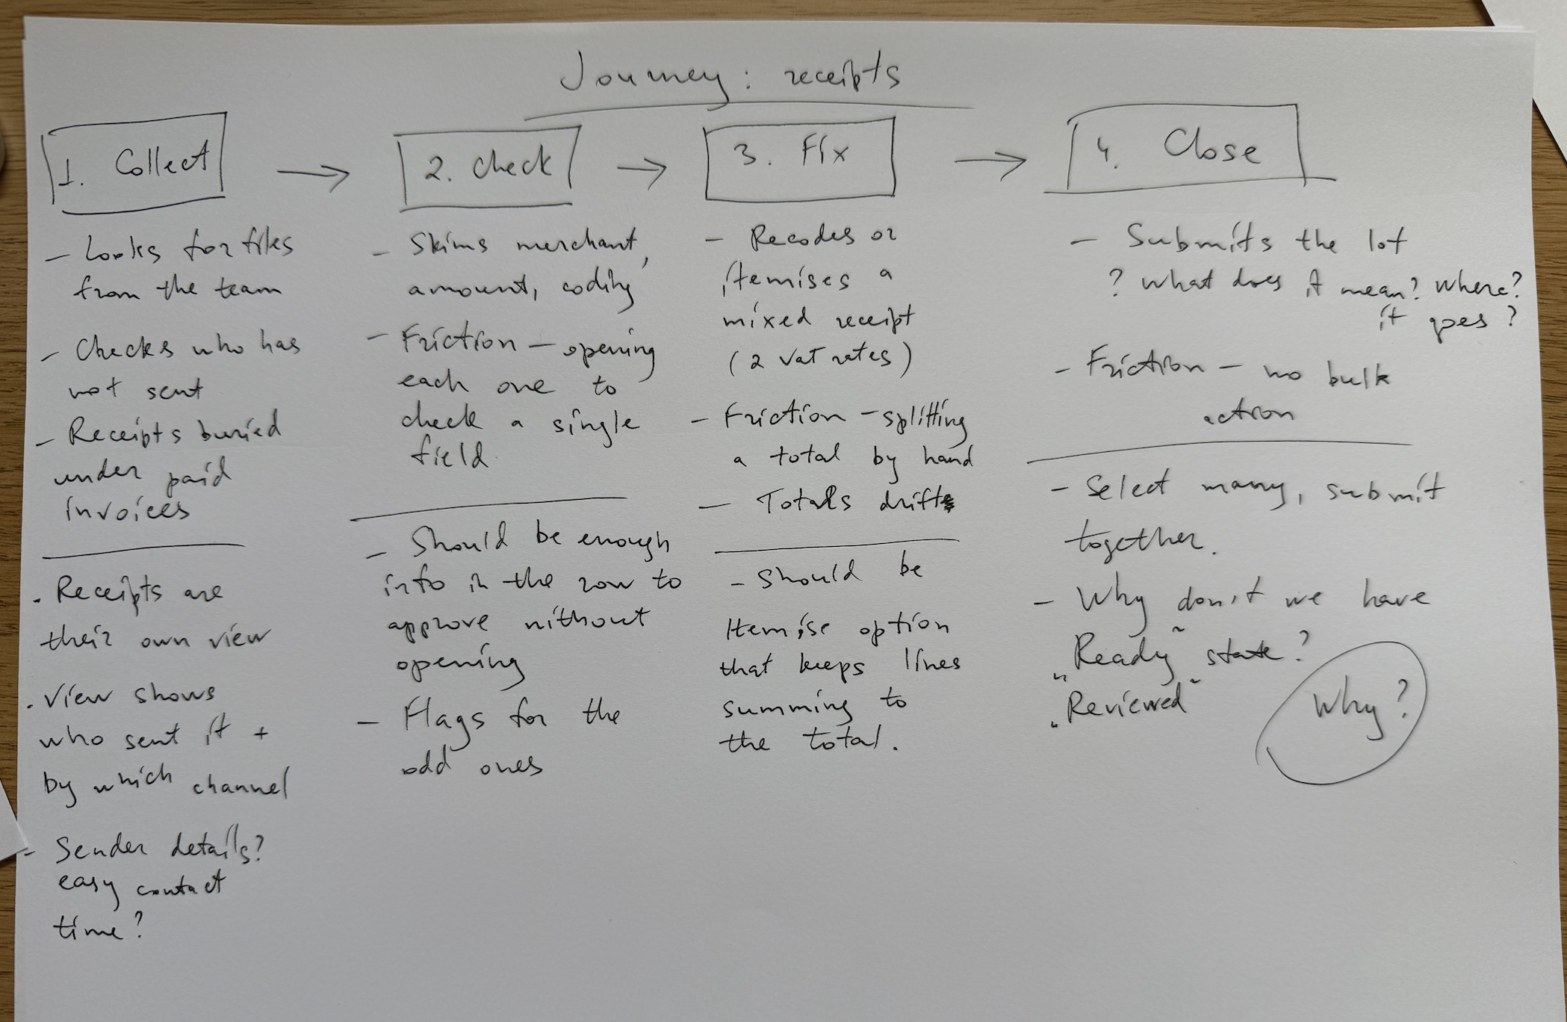 Journey: receipts
1. Collect
- Looks for files
from the team
- Checks who has
not sent
- Receipts buried
under paid
invoices
. Receipts are
their own view
. View shows
who sent it +
by which channel
- Sender details?
easy contact
time?
2. Check
- Skims merchant,
amount, coding
- Friction - opening
each one to
check a single
field
- Should be enough
info in the row to
approve without
opening
- Flags for the
odd ones
3. Fix
- Recodes or
itemises a
mixed receipt
(2 vat rates)
- Friction - splitting
a total by hand
- Totals drift
- Should be
Itemise option
that keeps lines
summing to
the total.
4. Close
- Submits the lot
? what does it mean? where?
it goes?
- Friction - no bulk
action
- Select many, submit
together.
- Why don't we have
„Ready" state?
„Reviewed"
Why?